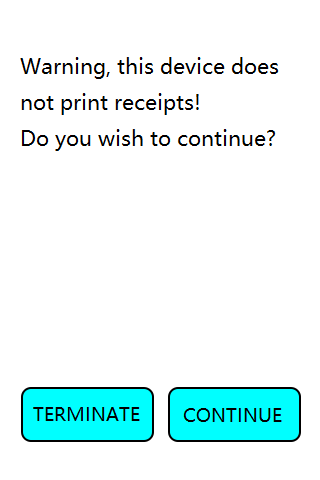 Warning, this device does
not print receipts!
Do you wish to continue?
TERMINATE
CONTINUE